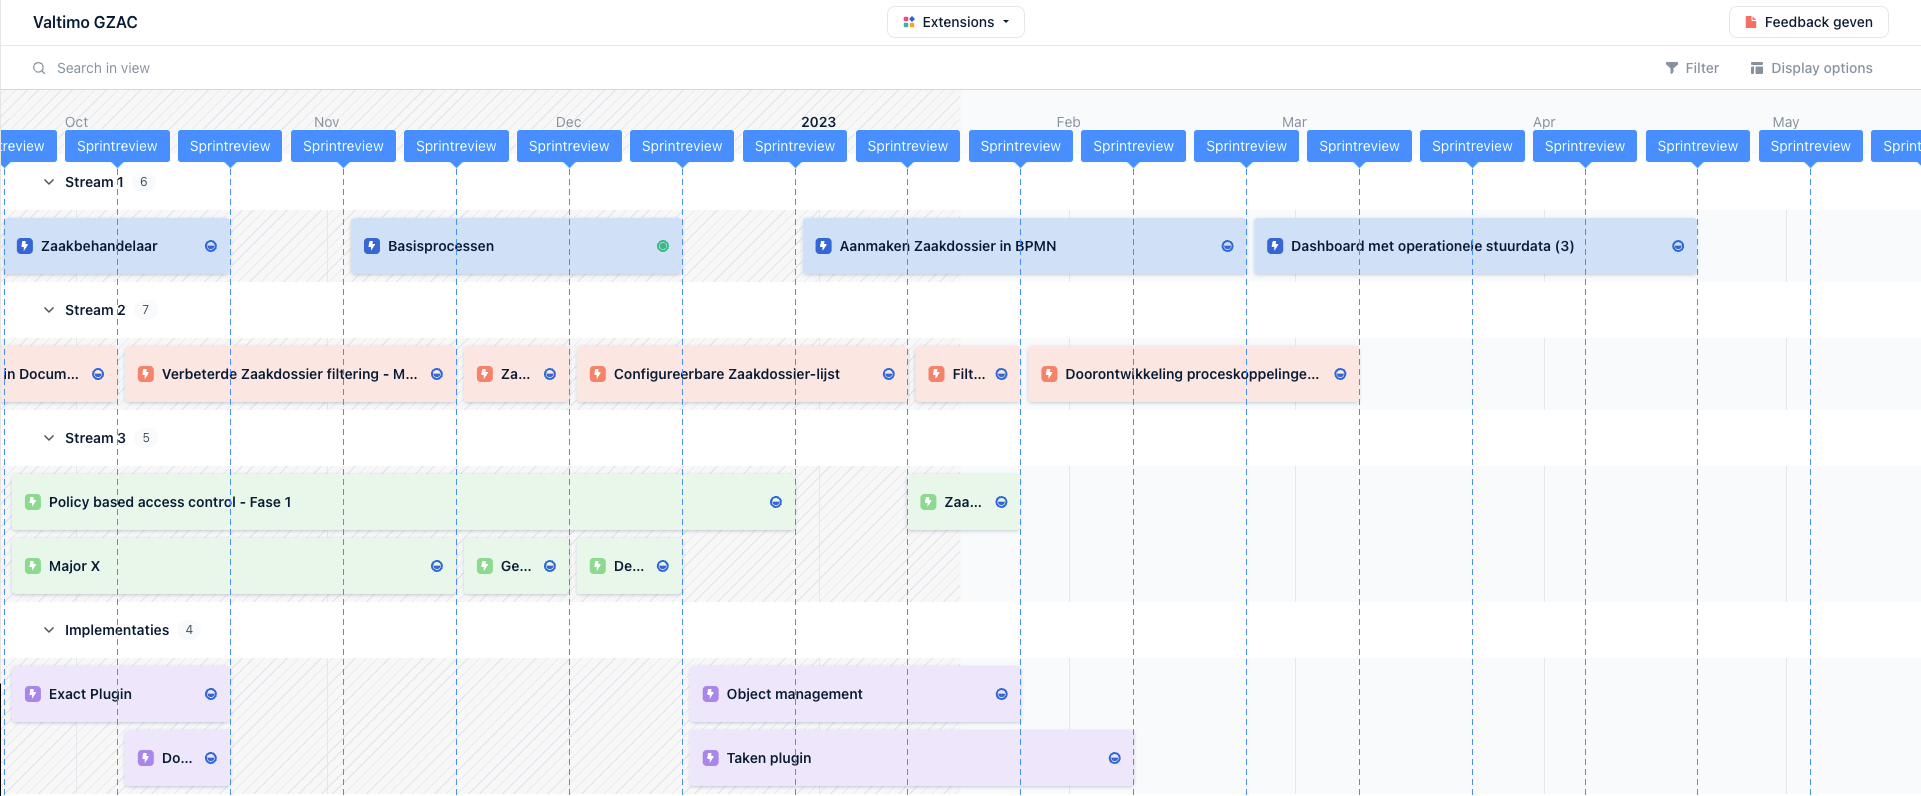 Valtimo GZAC
Extensions
Feedback geven
Search in view
Filter
Display options
Oct Nov Dec 2023 Feb Mar Apr May
review Sprintreview Sprintreview Sprintreview Sprintreview Sprintreview Sprintreview Sprintreview Sprintreview Sprintreview Sprintreview Sprintreview Sprintreview Sprintreview Sprintreview Sprintreview Sprintreview Sprint
Stream 1 6
Zaakbehandelaar Basisprocessen Aanmaken Zaakdossier in BPMN Dashboard met operationele stuurdata (3)
Stream 2 7
in Docum... Verbeterde Zaakdossier filtering - M... Za... Configureerbare Zaakdossier-lijst Filt... Doorontwikkeling proceskoppelinge...
Stream 3 5
Policy based access control - Fase 1 Zaa...
Major X Ge... De...
Implementaties 4
Exact Plugin Object management
Do... Taken plugin